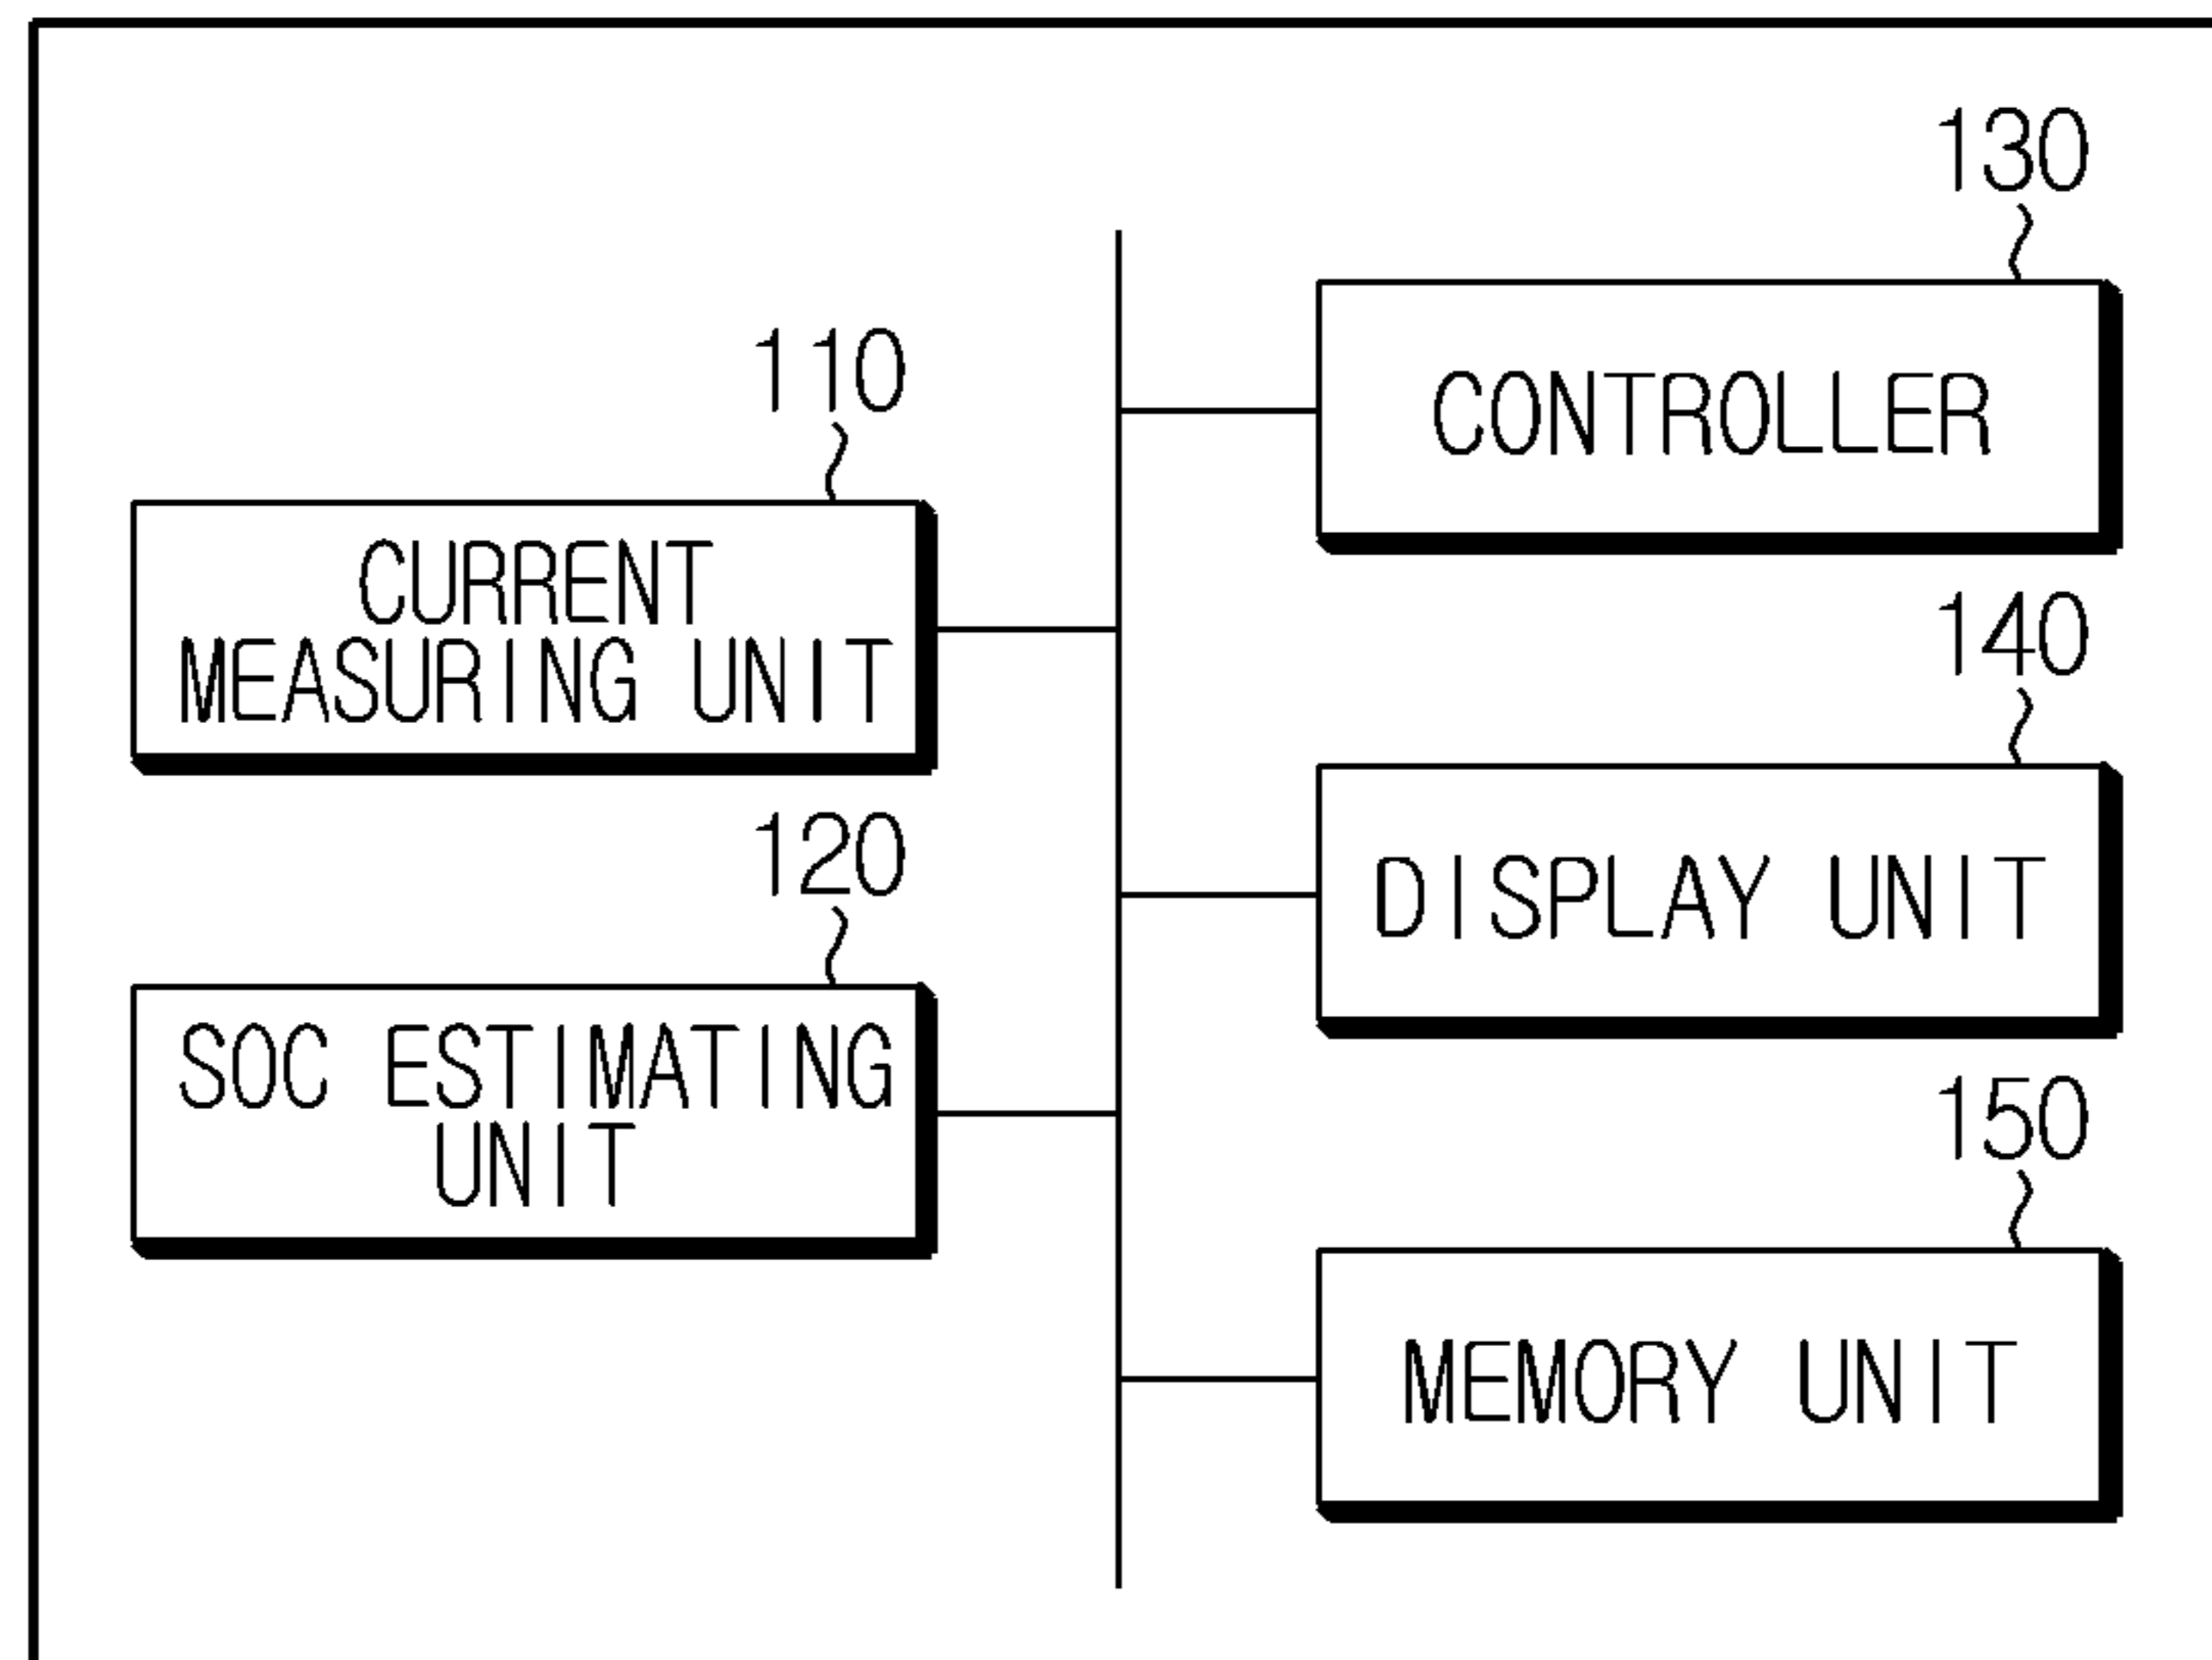 110
CURRENT
MEASURING UNIT
120
SOC ESTIMATING
UNIT
130
CONTROLLER
140
DISPLAY UNIT
150
MEMORY UNIT